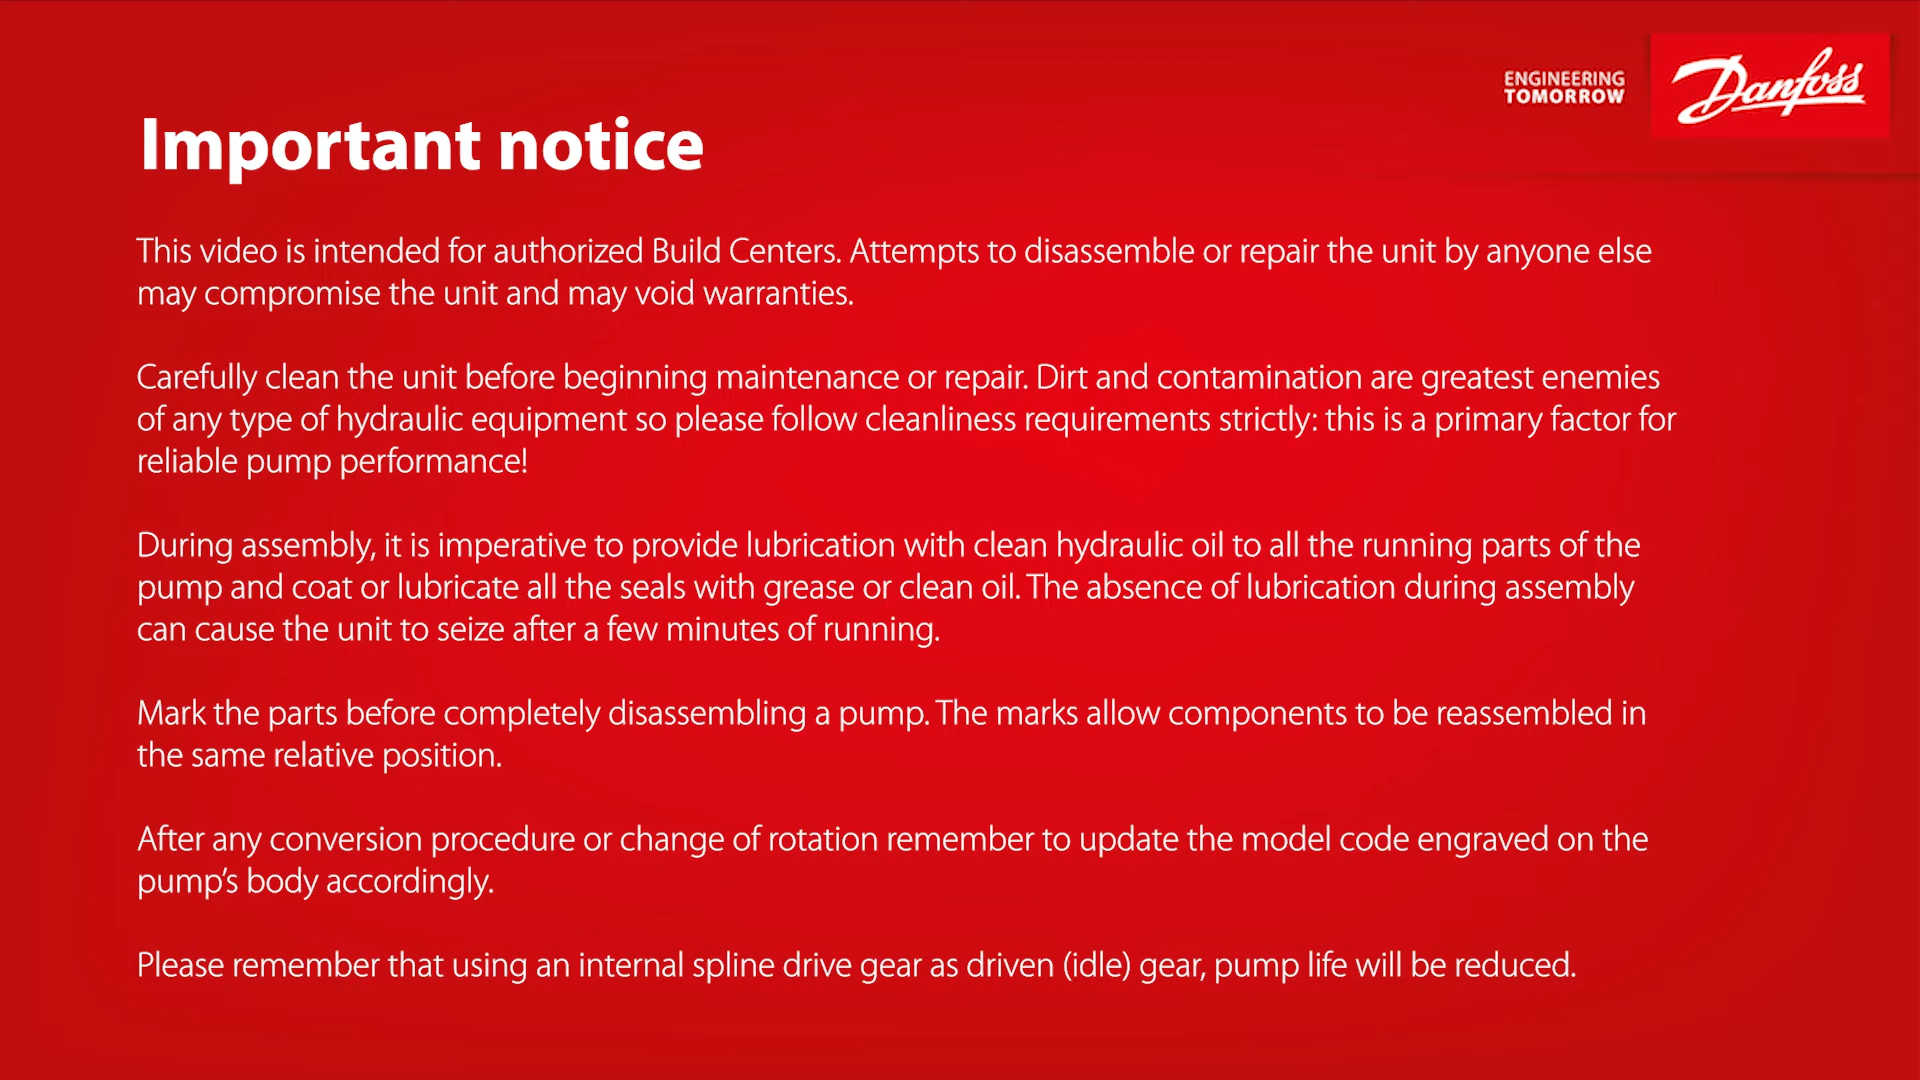 ENGINEERING
TOMORROW
Danfoss
Important notice
This video is intended for authorized Build Centers. Attempts to disassemble or repair the unit by anyone else
may compromise the unit and may void warranties.
Carefully clean the unit before beginning maintenance or repair. Dirt and contamination are greatest enemies
of any type of hydraulic equipment so please follow cleanliness requirements strictly: this is a primary factor for
reliable pump performance!
During assembly, it is imperative to provide lubrication with clean hydraulic oil to all the running parts of the
pump and coat or lubricate all the seals with grease or clean oil. The absence of lubrication during assembly
can cause the unit to seize after a few minutes of running.
Mark the parts before completely disassembling a pump. The marks allow components to be reassembled in
the same relative position.
After any conversion procedure or change of rotation remember to update the model code engraved on the
pump’s body accordingly.
Please remember that using an internal spline drive gear as driven (idle) gear, pump life will be reduced.